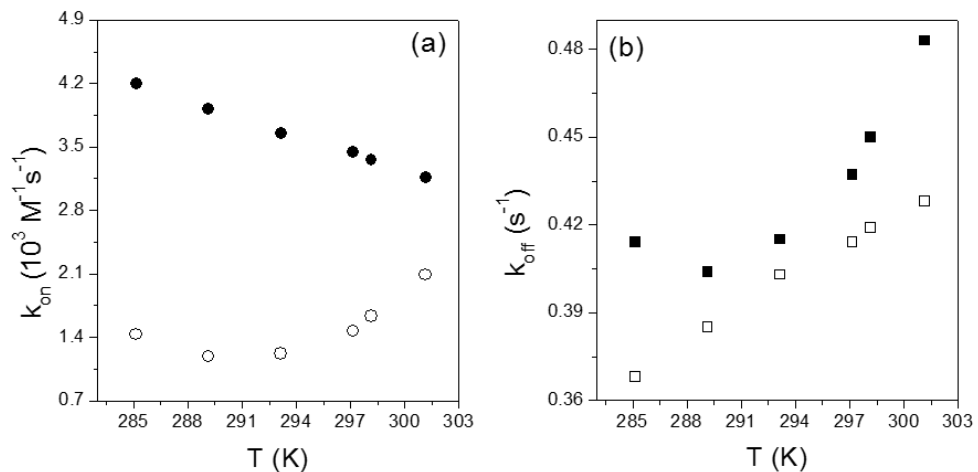 4.9
4.2
3.5
2.8
2.1
1.4
0.7
k_on (10^3 M^-1 s^-1)
(a)
285 288 291 294 297 300 303
T (K)
0.48
0.45
0.42
0.39
0.36
k_off (s^-1)
(b)
285 288 291 294 297 300 303
T (K)